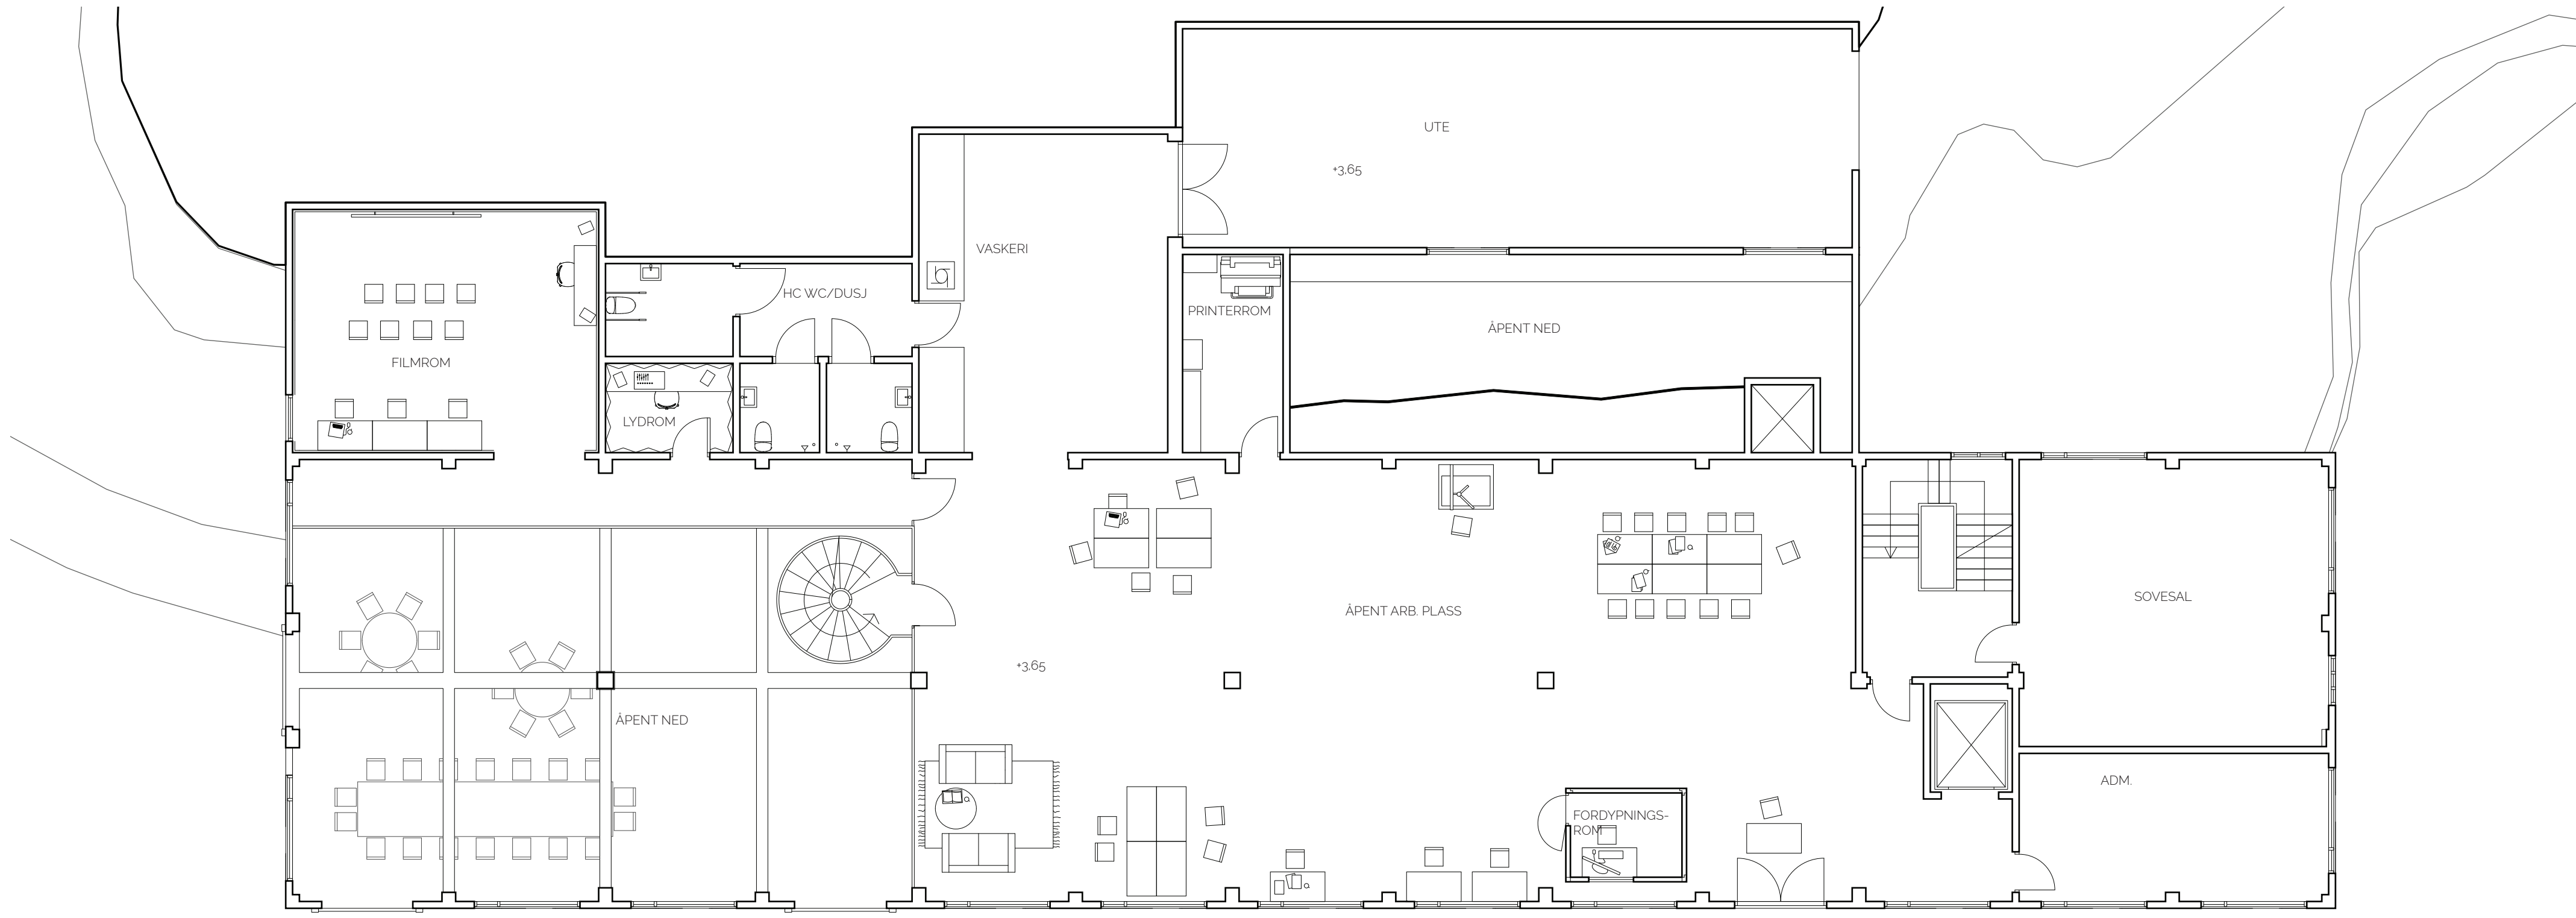 UTE
+3,65
VASKERI
HC WC/DUSJ
PRINTERROM
ÅPENT NED
FILMROM
LYDROM
SOVESAL
ÅPENT ARB. PLASS
+3,65
ÅPENT NED
ADM.
FORDYPNINGS-
ROM